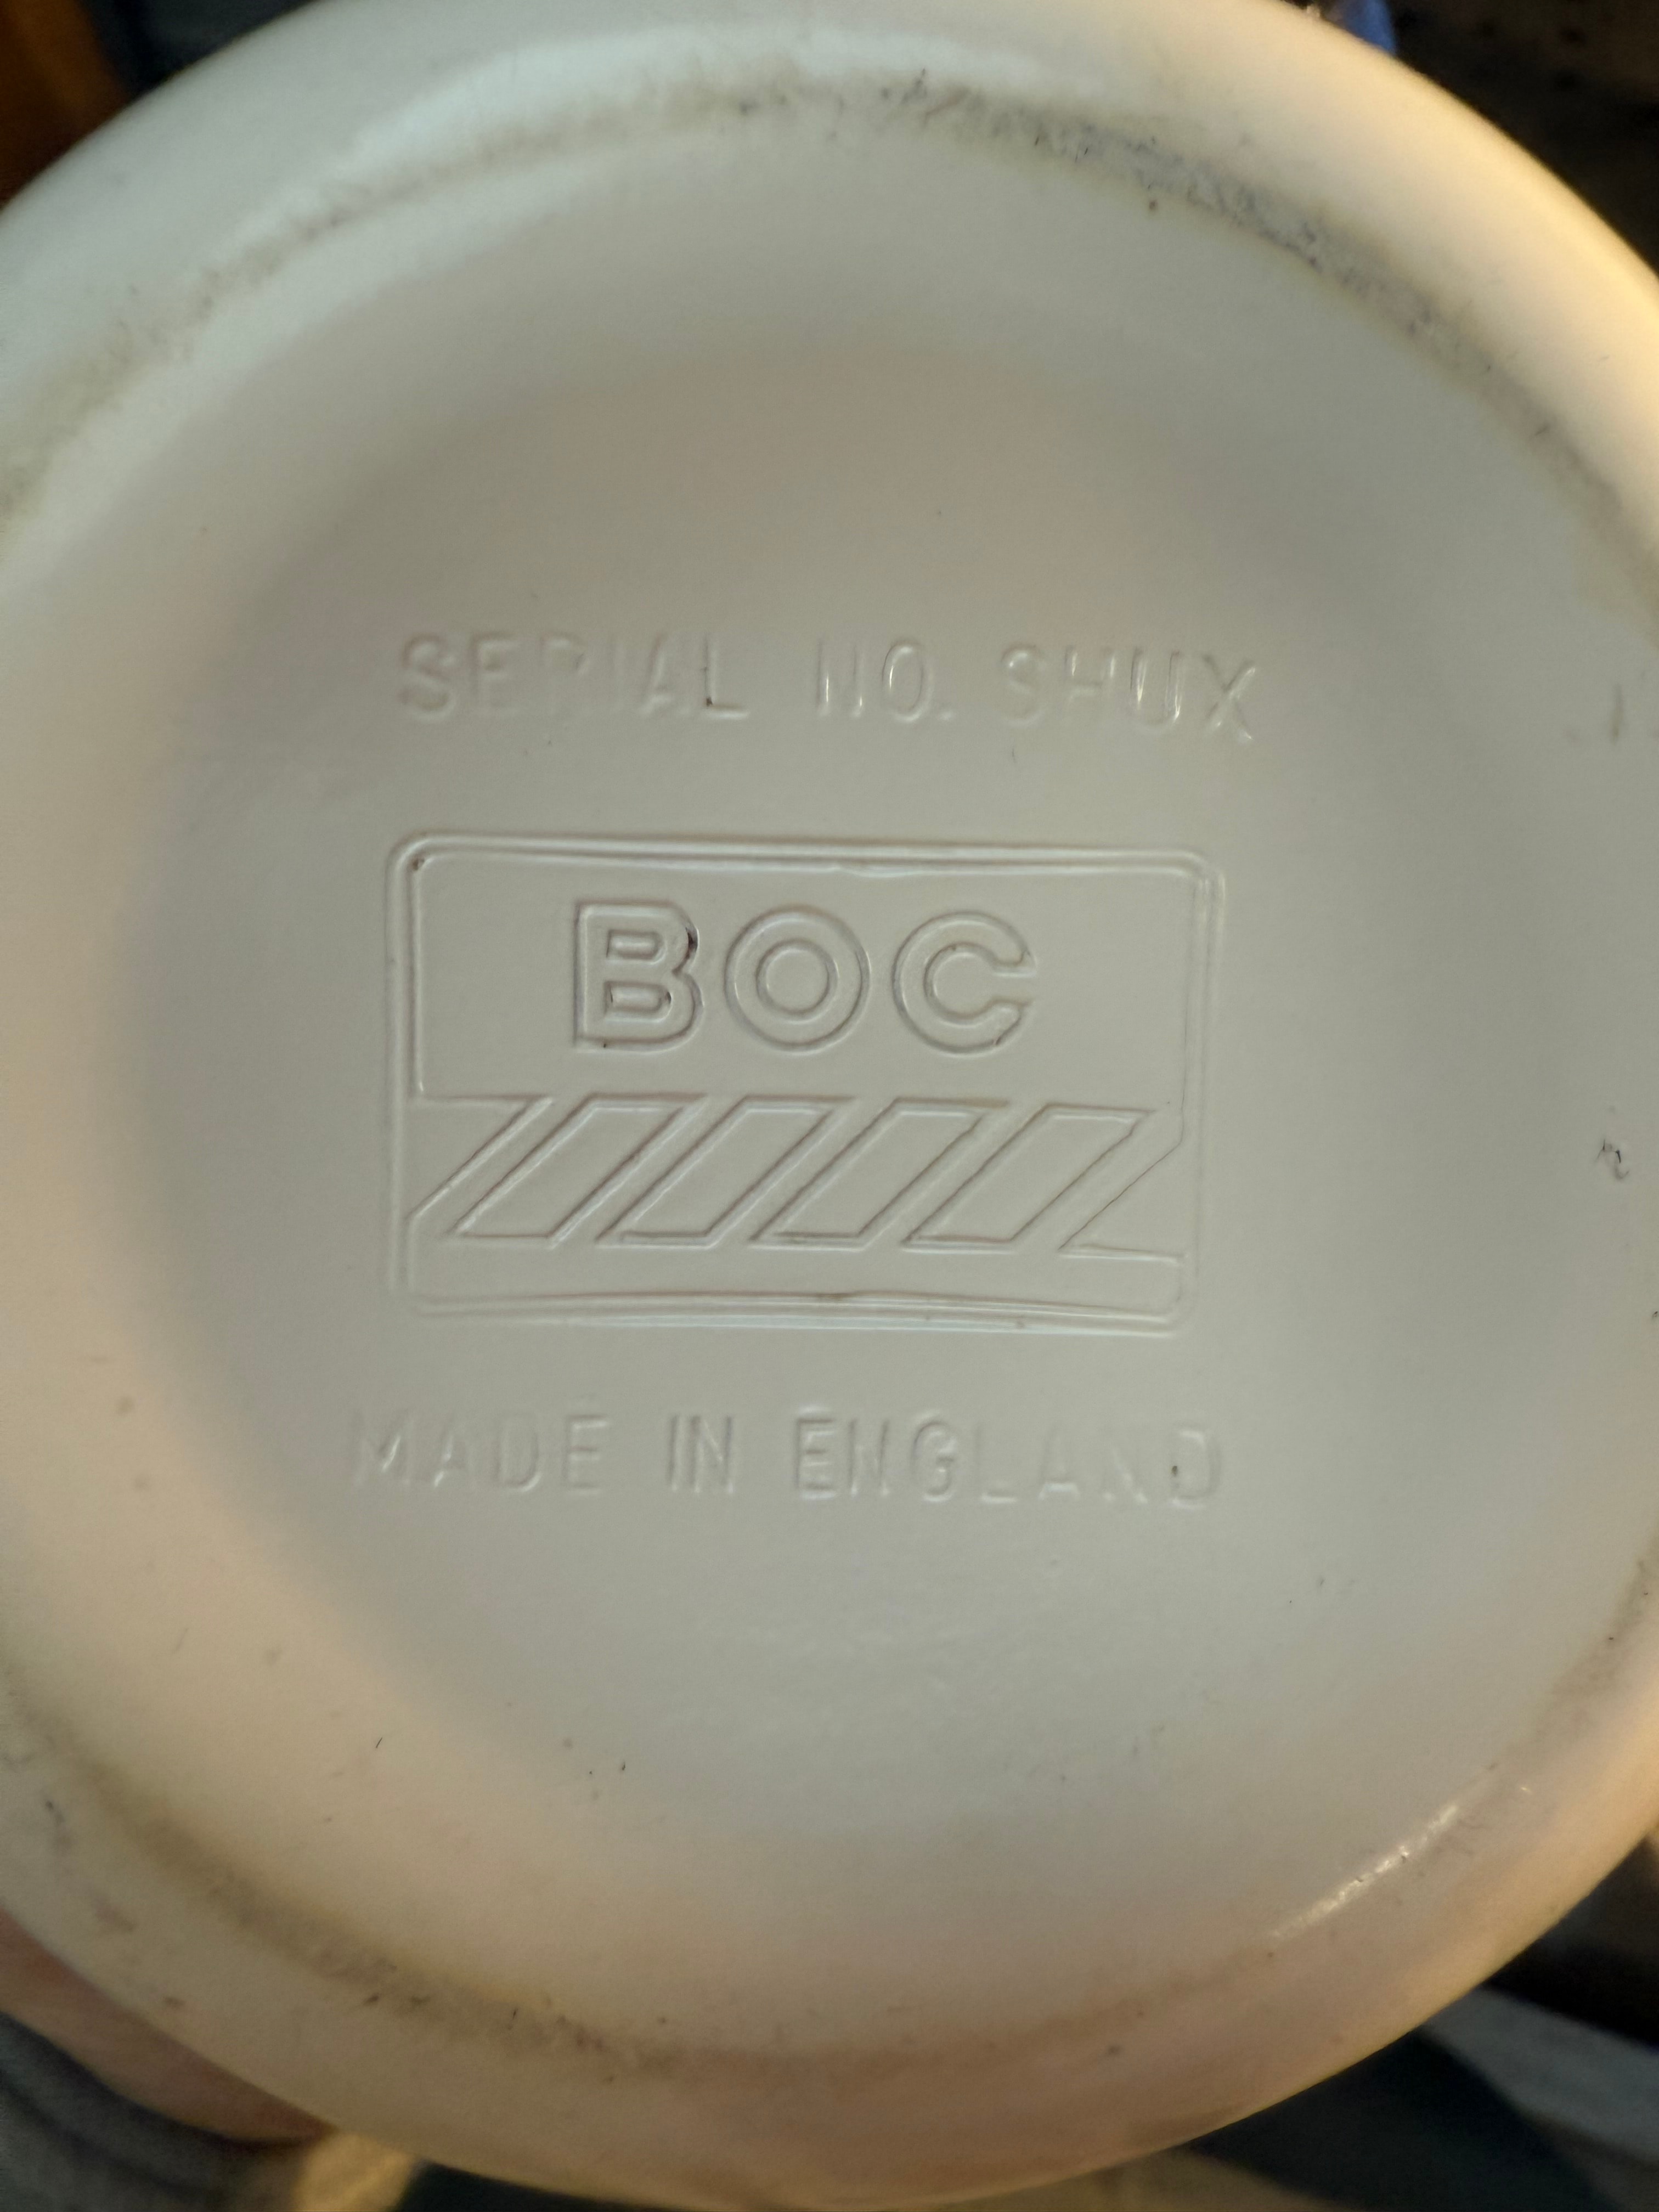 SERIAL NO. SHUX
BOC
MADE IN ENGLAND